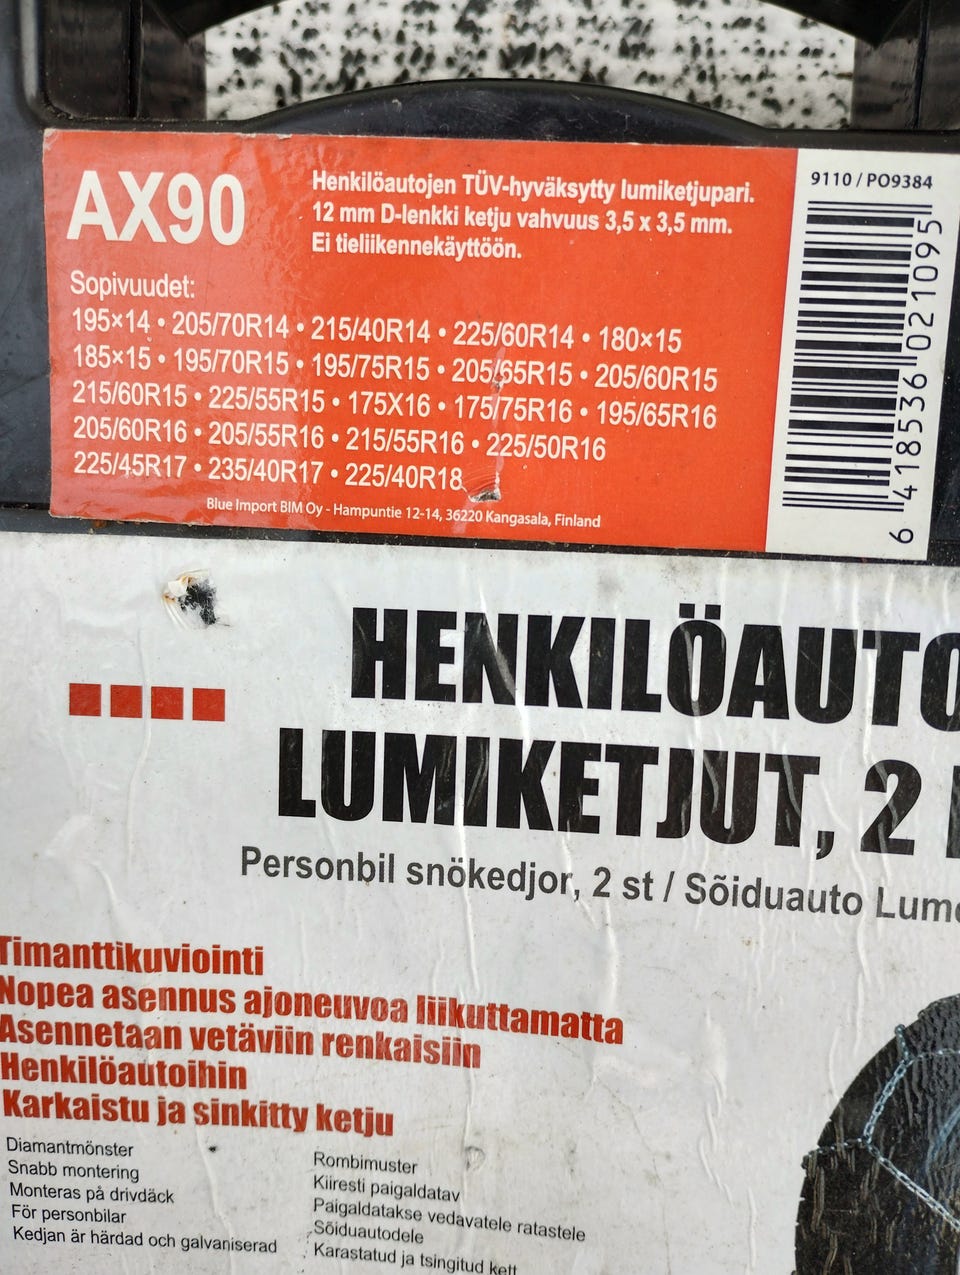 AX90
Henkilöautojen TÜV-hyväksytty lumiketjupari.
12 mm D-lenkki ketju vahvuus 3,5 x 3,5 mm.
Ei tieliikennekäyttöön.
Sopivuudet:
195×14 • 205/70R14 • 215/40R14 • 225/60R14 • 180×15
185×15 • 195/70R15 • 195/75R15 • 205/65R15 • 205/60R15
215/60R15 • 225/55R15 • 175X16 • 175/75R16 • 195/65R16
205/60R16 • 205/55R16 • 215/55R16 • 225/50R16
225/45R17 • 235/40R17 • 225/40R18
Blue Import BIM Oy - Hampuntie 12-14, 36220 Kangasala, Finland
9110 / PO9384
6 418536 021095
HENKILÖAUTO
LUMIKETJUT, 2
Personbil snökedjor, 2 st / Sõiduauto Lum
Timanttikuviointi
Nopea asennus ajoneuvoa liikuttamatta
Asennetaan vetäviin renkaisiin
Henkilöautoihin
Karkaistu ja sinkitty ketju
Diamantmönster
Snabb montering
Monteras på drivdäck
För personbilar
Kedjan är härdad och galvaniserad
Rombimuster
Kiiresti paigaldatav
Paigaldatakse vedavatele ratastele
Sõiduautodele
Karastatud ja tsingitud kett